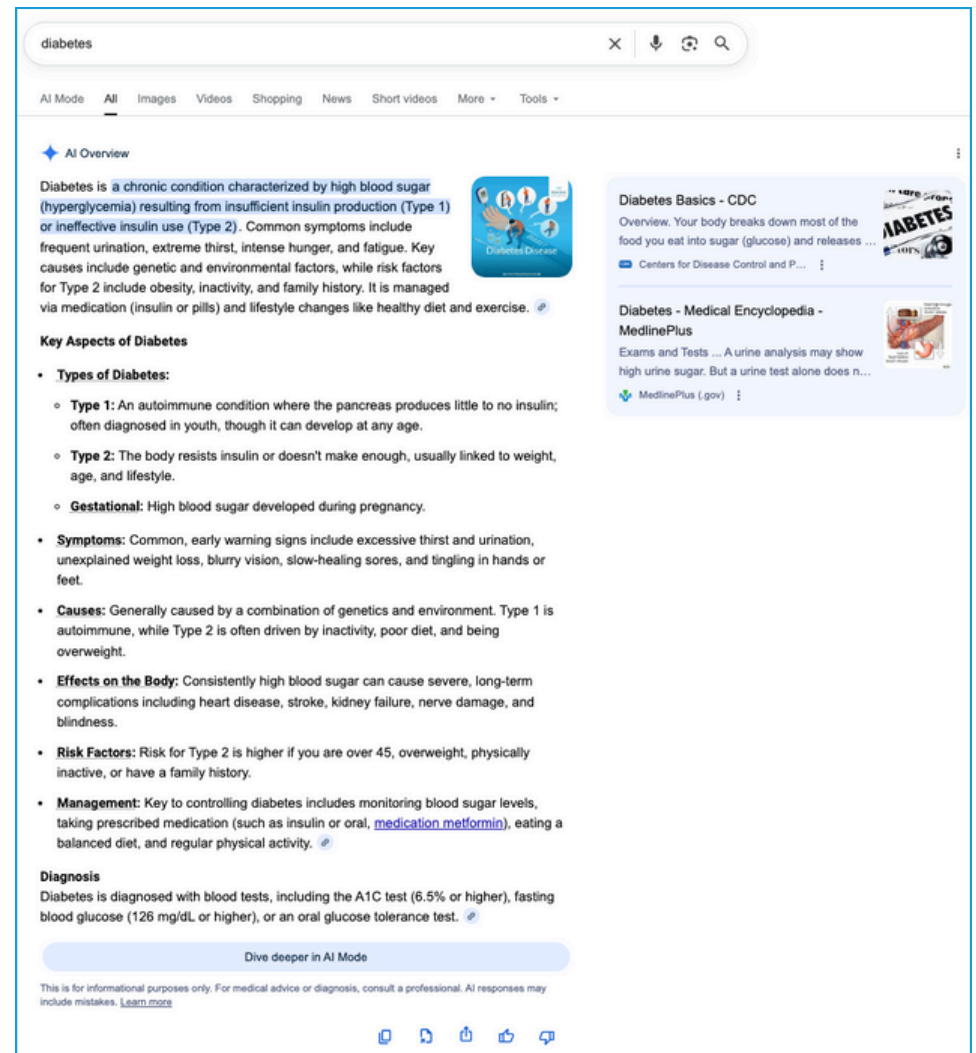 diabetes
AI Mode All Images Videos Shopping News Short videos More Tools
AI Overview
Diabetes is a chronic condition characterized by high blood sugar
(hyperglycemia) resulting from insufficient insulin production (Type 1)
or ineffective insulin use (Type 2). Common symptoms include
frequent urination, extreme thirst, intense hunger, and fatigue. Key
causes include genetic and environmental factors, while risk factors
for Type 2 include obesity, inactivity, and family history. It is managed
via medication (insulin or pills) and lifestyle changes like healthy diet and exercise.
Diabetes Disease
Key Aspects of Diabetes
• Types of Diabetes:
◦ Type 1: An autoimmune condition where the pancreas produces little to no insulin;
often diagnosed in youth, though it can develop at any age.
◦ Type 2: The body resists insulin or doesn't make enough, usually linked to weight,
age, and lifestyle.
◦ Gestational: High blood sugar developed during pregnancy.
• Symptoms: Common, early warning signs include excessive thirst and urination,
unexplained weight loss, blurry vision, slow-healing sores, and tingling in hands or
feet.
• Causes: Generally caused by a combination of genetics and environment. Type 1 is
autoimmune, while Type 2 is often driven by inactivity, poor diet, and being
overweight.
• Effects on the Body: Consistently high blood sugar can cause severe, long-term
complications including heart disease, stroke, kidney failure, nerve damage, and
blindness.
• Risk Factors: Risk for Type 2 is higher if you are over 45, overweight, physically
inactive, or have a family history.
• Management: Key to controlling diabetes includes monitoring blood sugar levels,
taking prescribed medication (such as insulin or oral, medication metformin), eating a
balanced diet, and regular physical activity.
Diagnosis
Diabetes is diagnosed with blood tests, including the A1C test (6.5% or higher), fasting
blood glucose (126 mg/dL or higher), or an oral glucose tolerance test.
Dive deeper in AI Mode
This is for informational purposes only. For medical advice or diagnosis, consult a professional. AI responses may
include mistakes. Learn more
Diabetes Basics - CDC
Overview. Your body breaks down most of the
food you eat into sugar (glucose) and releases ...
Centers for Disease Control and P...
IABETES
Diabetes - Medical Encyclopedia -
MedlinePlus
Exams and Tests ... A urine analysis may show
high urine sugar. But a urine test alone does n...
MedlinePlus (.gov)